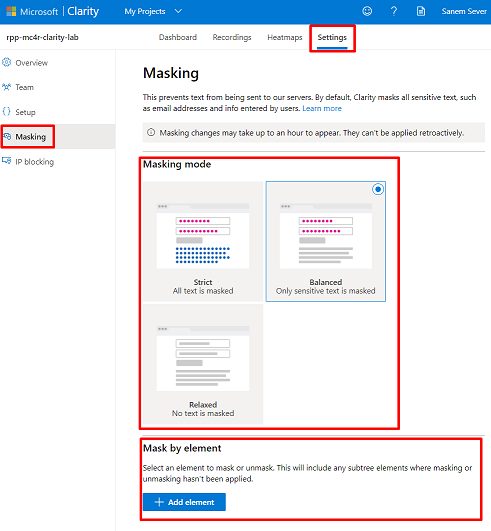 Microsoft | Clarity My Projects ? Sanem Sever
rpp-mc4r-clarity-lab Dashboard Recordings Heatmaps Settings
Overview
Team
Setup
Masking
IP blocking
Masking
This prevents text from being sent to our servers. By default, Clarity masks all sensitive text, such
as email addresses and info entered by users. Learn more
Masking changes may take up to an hour to appear. They can't be applied retroactively.
Masking mode
Strict
All text is masked
Balanced
Only sensitive text is masked
Relaxed
No text is masked
Mask by element
Select an element to mask or unmask. This will include any subtree elements where masking or
unmasking hasn't been applied.
+ Add element